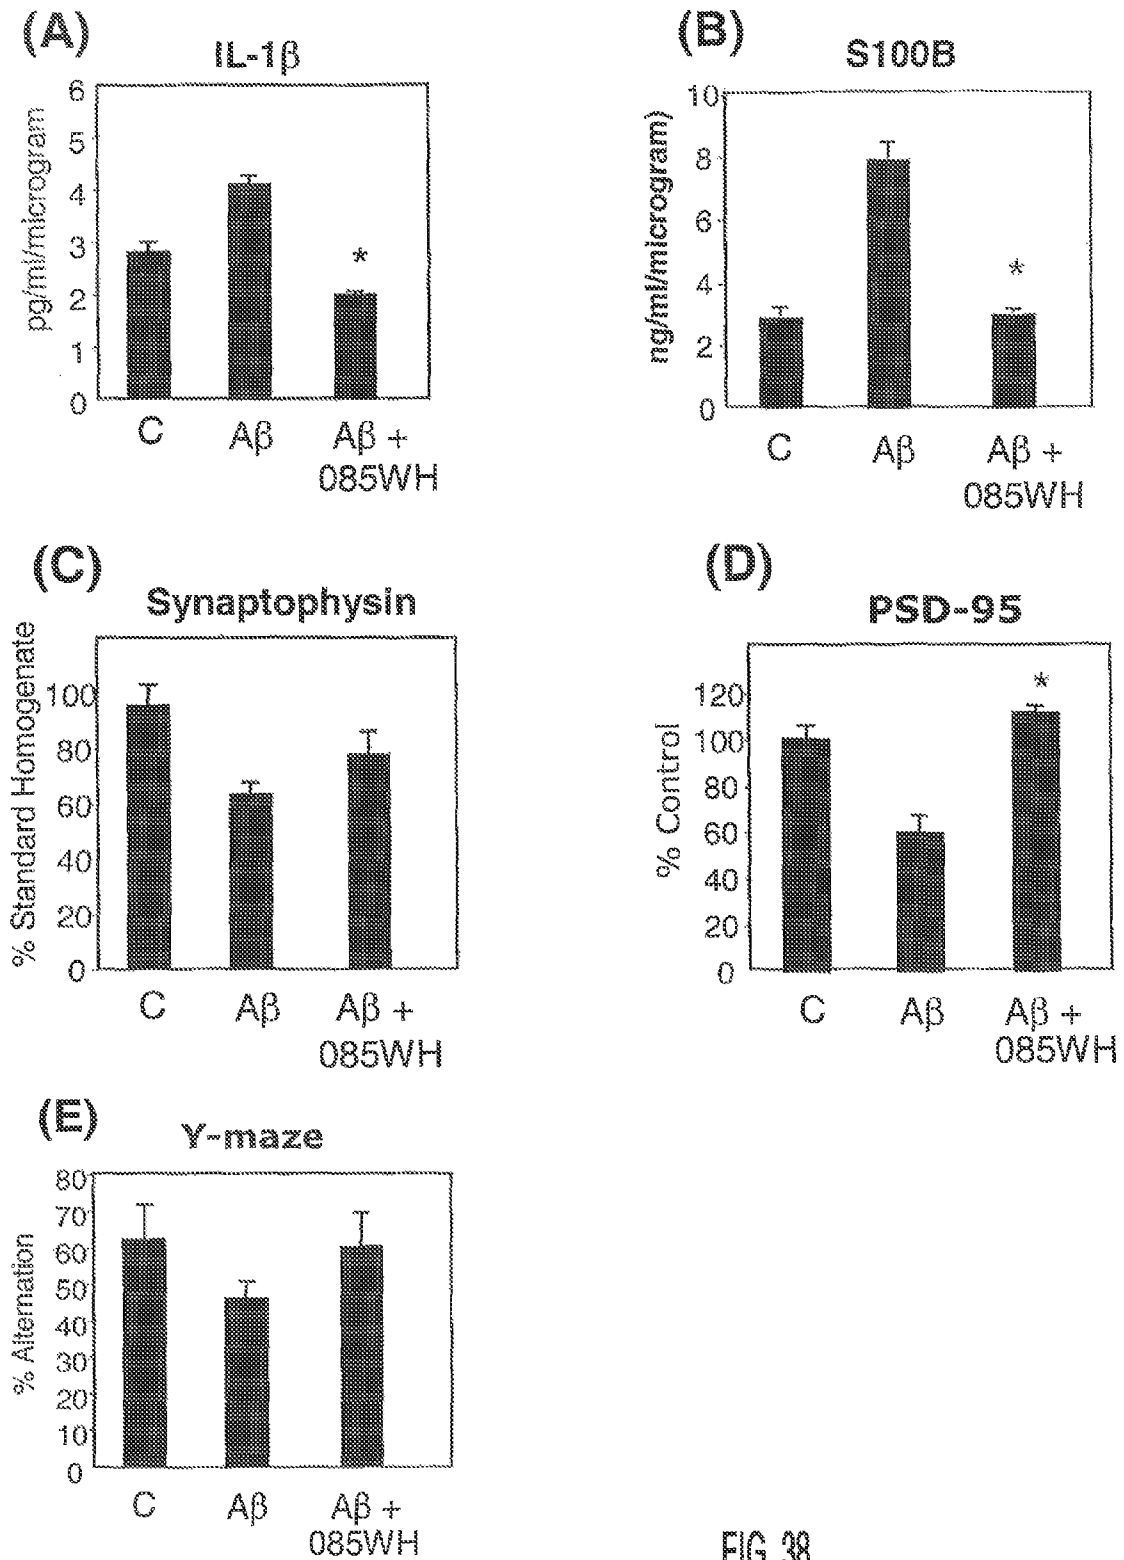 (A)
IL-1β
pg/ml/microgram
6
5
4
3
2
1
0
*
C
Aβ
Aβ +
085WH
(B)
S100B
ng/ml/microgram)
10
8
6
4
2
0
*
C
Aβ
Aβ +
085WH
(C)
Synaptophysin
% Standard Homogenate
100
80
60
40
20
0
C
Aβ
Aβ +
085WH
(D)
PSD-95
% Control
120
100
80
60
40
20
0
*
C
Aβ
Aβ +
085WH
(E)
Y-maze
% Alternation
80
70
60
50
40
30
20
10
0
C
Aβ
Aβ +
085WH
FIG. 38